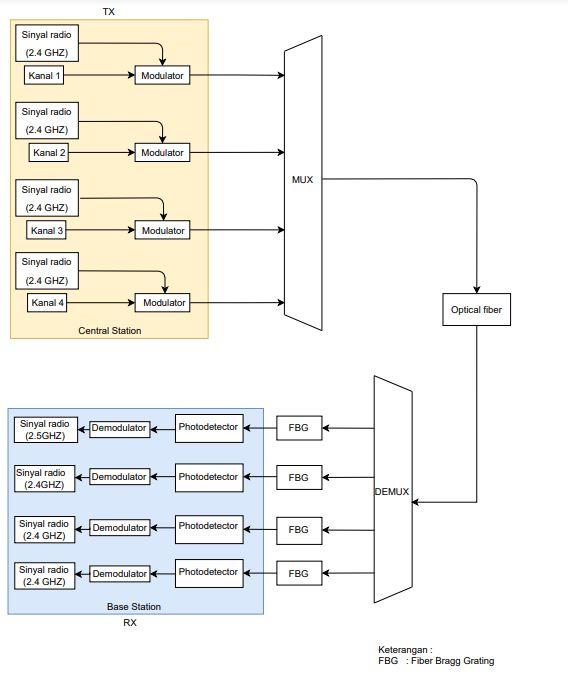 TX
Sinyal radio
(2.4 GHZ)
Kanal 1
Modulator
Sinyal radio
(2.4 GHZ)
Kanal 2
Modulator
Sinyal radio
(2.4 GHZ)
Kanal 3
Modulator
Sinyal radio
(2.4 GHZ)
Kanal 4
Modulator
Central Station
MUX
Optical fiber
DEMUX
Sinyal radio
(2.5GHZ)
Demodulator
Photodetector
FBG
Sinyal radio
(2.4GHZ)
Demodulator
Photodetector
FBG
Sinyal radio
(2.4 GHZ)
Demodulator
Photodetector
FBG
Sinyal radio
(2.4 GHZ)
Demodulator
Photodetector
FBG
Base Station
RX
Keterangan :
FBG : Fiber Bragg Grating